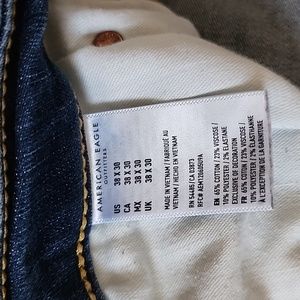 AMERICAN EAGLE
OUTFITTERS
US 38 X 30
CA 38 X 30
MX 38 X 30
UK 38 X 30
MADE IN VIETNAM / FABRIQUÉ AU
VIETNAM / HECHO EN VIETNAM
RN 54485 / CA 03873
RFC# AEM120605UVA
EN 65% COTTON / 23% VISCOSE /
10% POLYESTER / 2% ELASTANE
EXCLUSIVE OF DECORATION
FR 65% COTON / 23% VISCOSE /
10% POLYESTER / 2% ÉLASTHANNE
À L'EXCEPTION DE LA GARNITURE